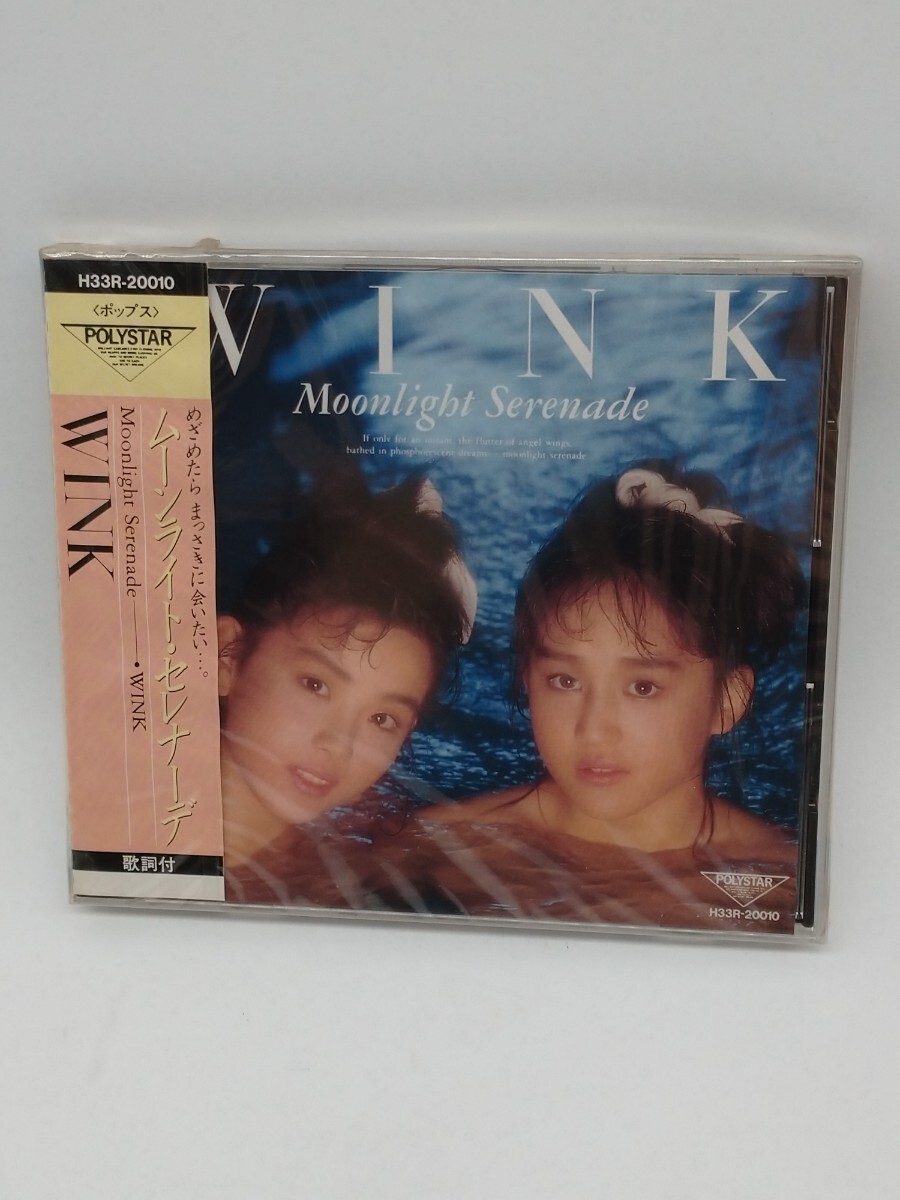 H33R-20010
〈ポップス〉
POLYSTAR
めざめたら まっさきに会いたい…。
ムーンライト・セレナーデ
Moonlight Serenade——•WINK
WINK
歌詞付
WINK
Moonlight Serenade
If only for an instant, the flutter of angel wings,
bathed in phosphorescent dreams— moonlight serenade
POLYSTAR
H33R-20010